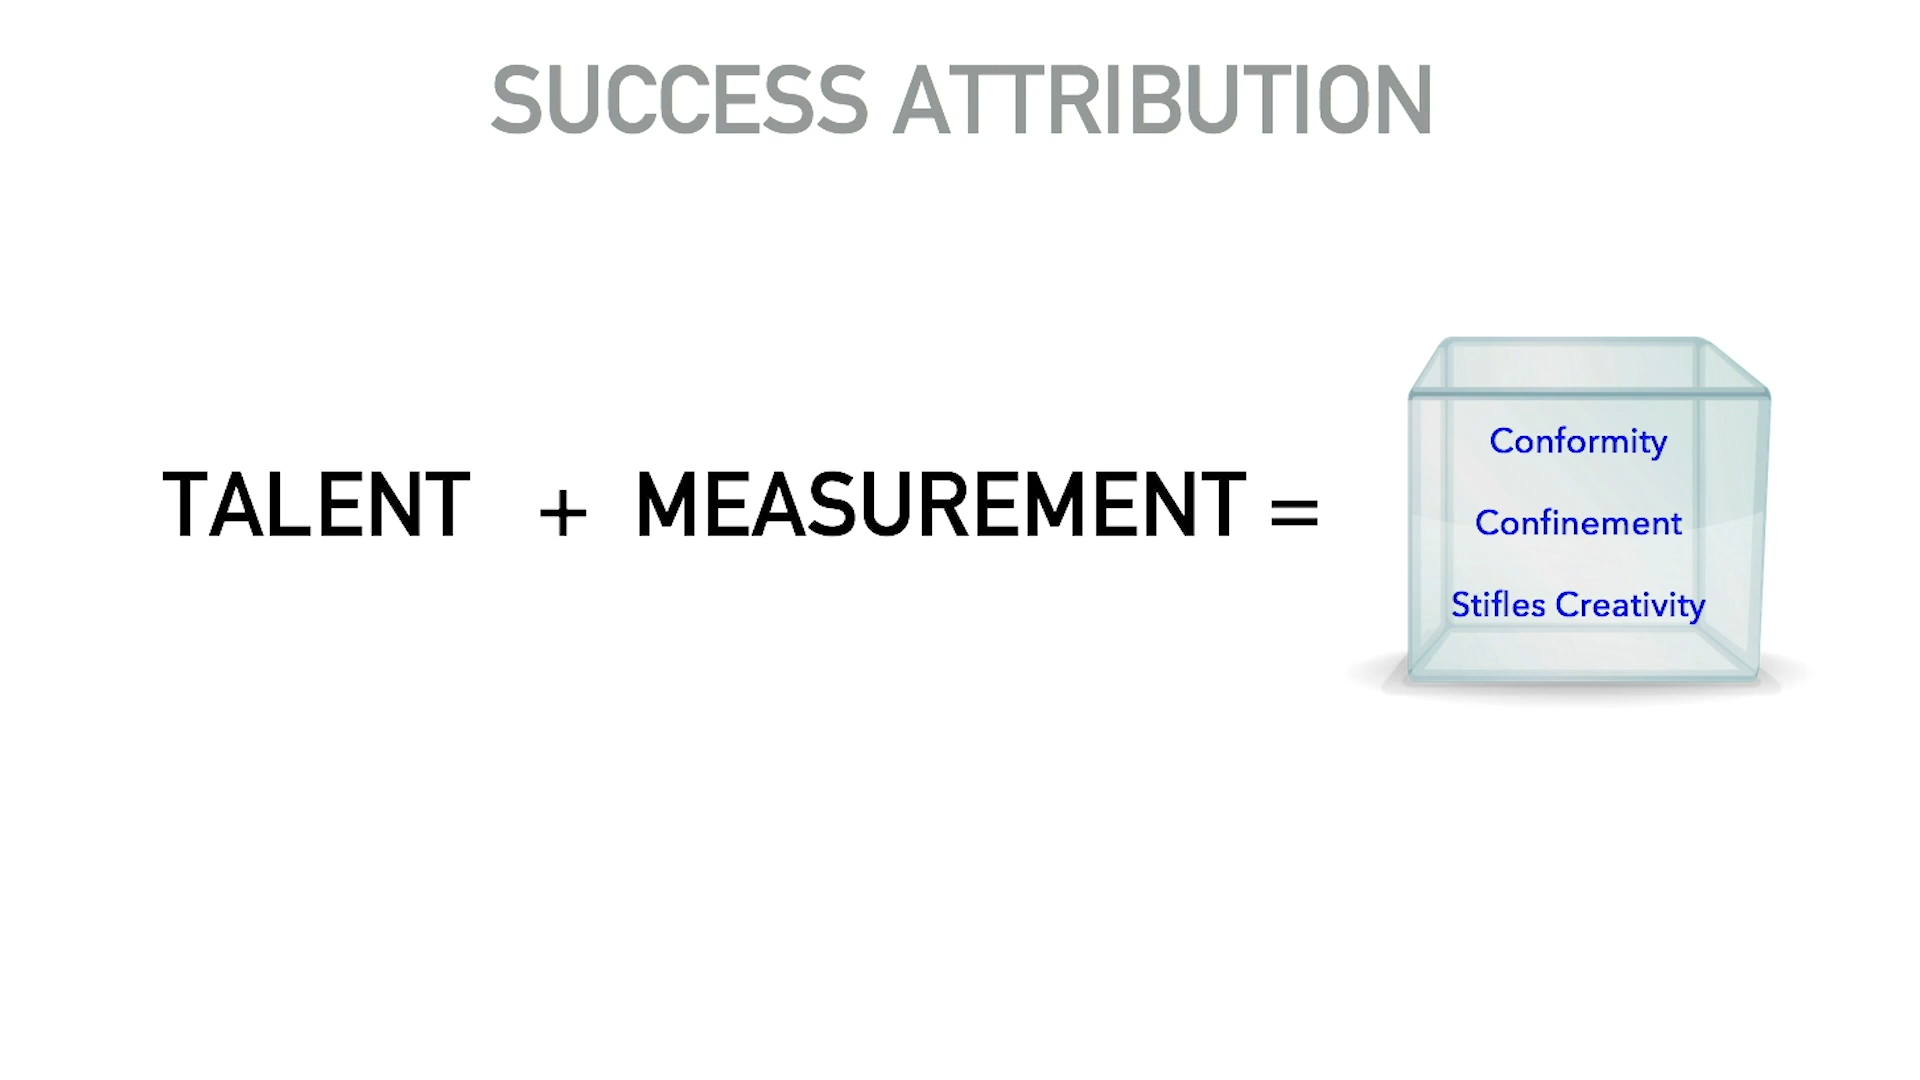 SUCCESS ATTRIBUTION
TALENT + MEASUREMENT =
Conformity
Confinement
Stifles Creativity